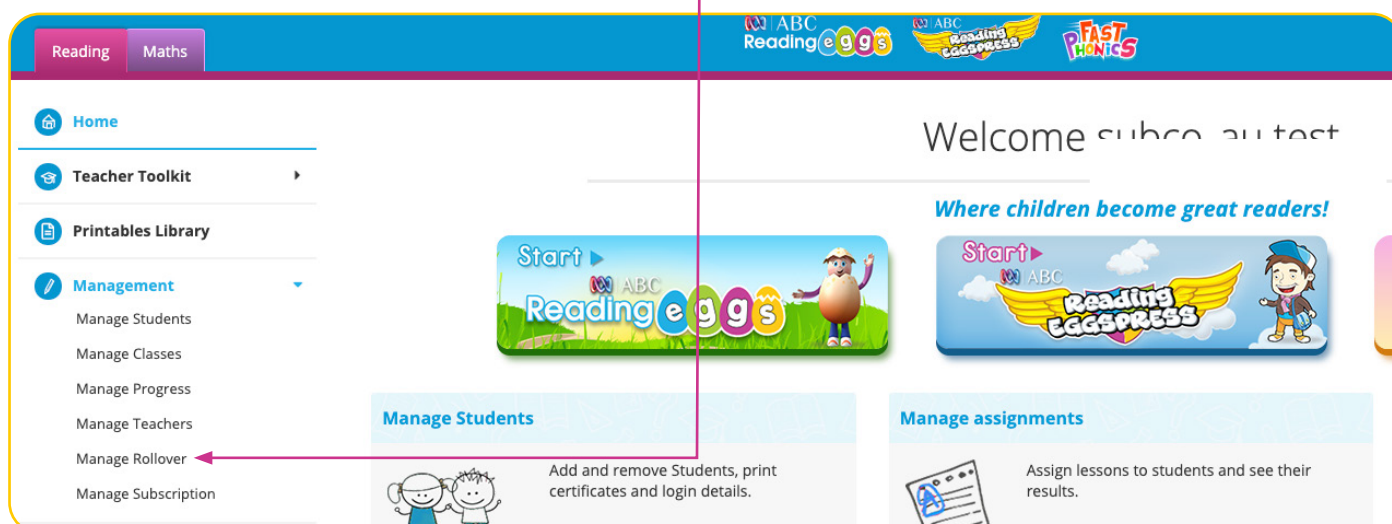 ABC
Reading eggs
ABC
Reading
EGGSPRESS
FAST
PHONICS
Reading
Maths
Home
Teacher Toolkit
Printables Library
Management
Manage Students
Manage Classes
Manage Progress
Manage Teachers
Manage Rollover
Manage Subscription
Welcome
Where children become great readers!
Start
ABC
Reading eggs
Start
ABC
Reading
EGGSPRESS
Manage Students
Add and remove Students, print
certificates and login details.
Manage assignments
Assign lessons to students and see their
results.